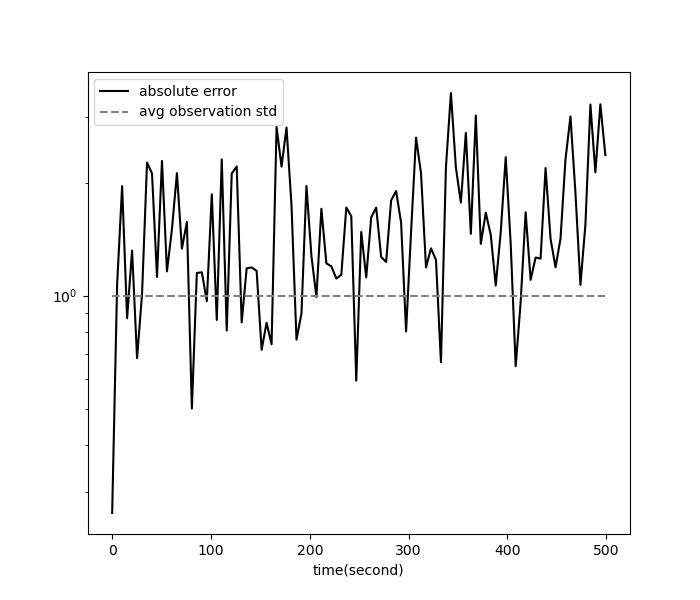 absolute error
avg observation std
10⁰
0 100 200 300 400 500
time(second)